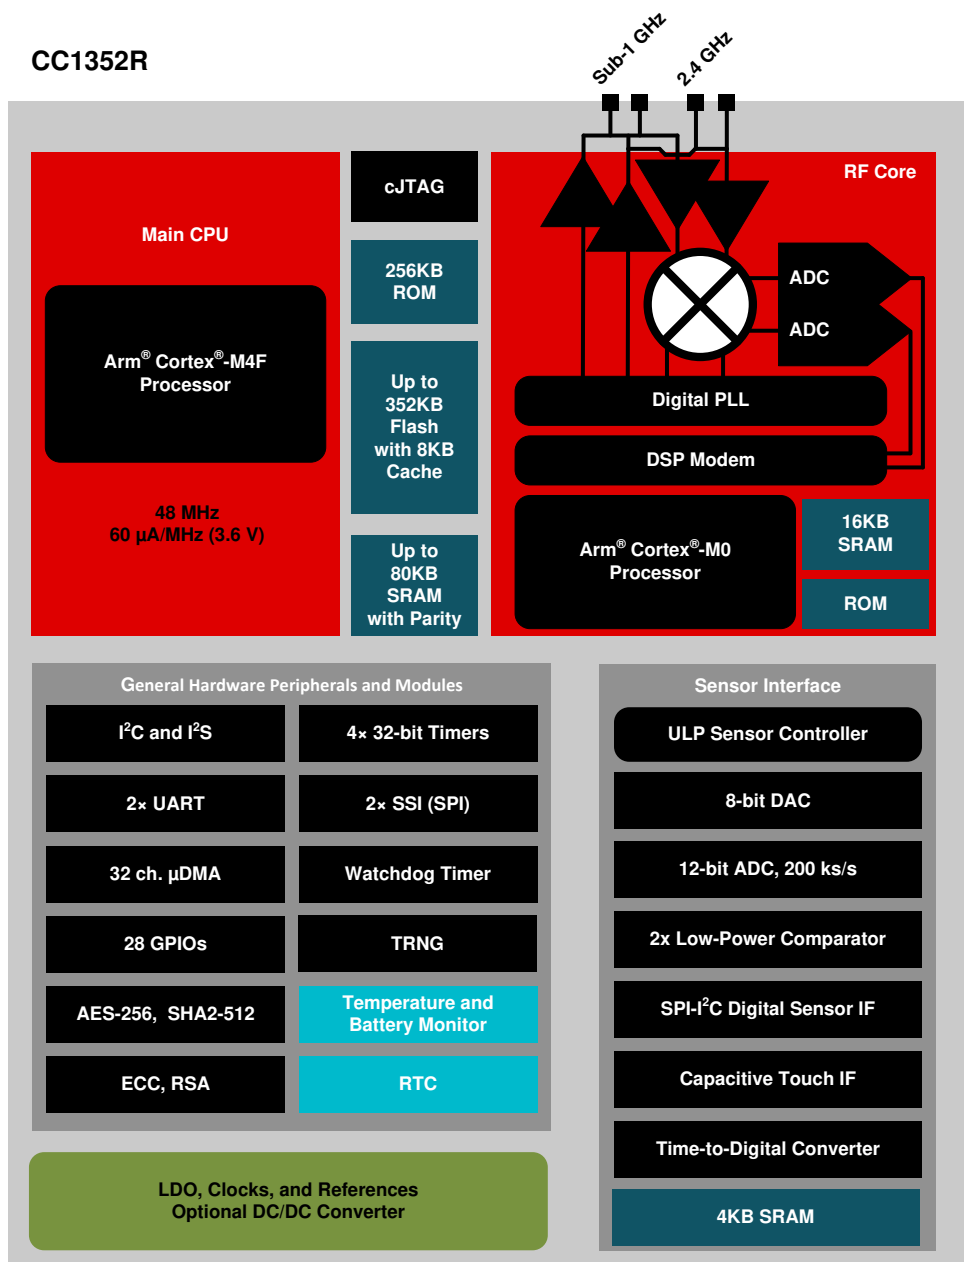 CC1352R
Sub-1 GHz
2.4 GHz
Main CPU
Arm® Cortex®-M4F
Processor
48 MHz
60 µA/MHz (3.6 V)
cJTAG
256KB
ROM
Up to
352KB
Flash
with 8KB
Cache
Up to
80KB
SRAM
with Parity
RF Core
ADC
ADC
Digital PLL
DSP Modem
Arm® Cortex®-M0
Processor
16KB
SRAM
ROM
General Hardware Peripherals and Modules
I²C and I²S
4× 32-bit Timers
2× UART
2× SSI (SPI)
32 ch. µDMA
Watchdog Timer
28 GPIOs
TRNG
AES-256, SHA2-512
Temperature and
Battery Monitor
ECC, RSA
RTC
LDO, Clocks, and References
Optional DC/DC Converter
Sensor Interface
ULP Sensor Controller
8-bit DAC
12-bit ADC, 200 ks/s
2x Low-Power Comparator
SPI-I²C Digital Sensor IF
Capacitive Touch IF
Time-to-Digital Converter
4KB SRAM